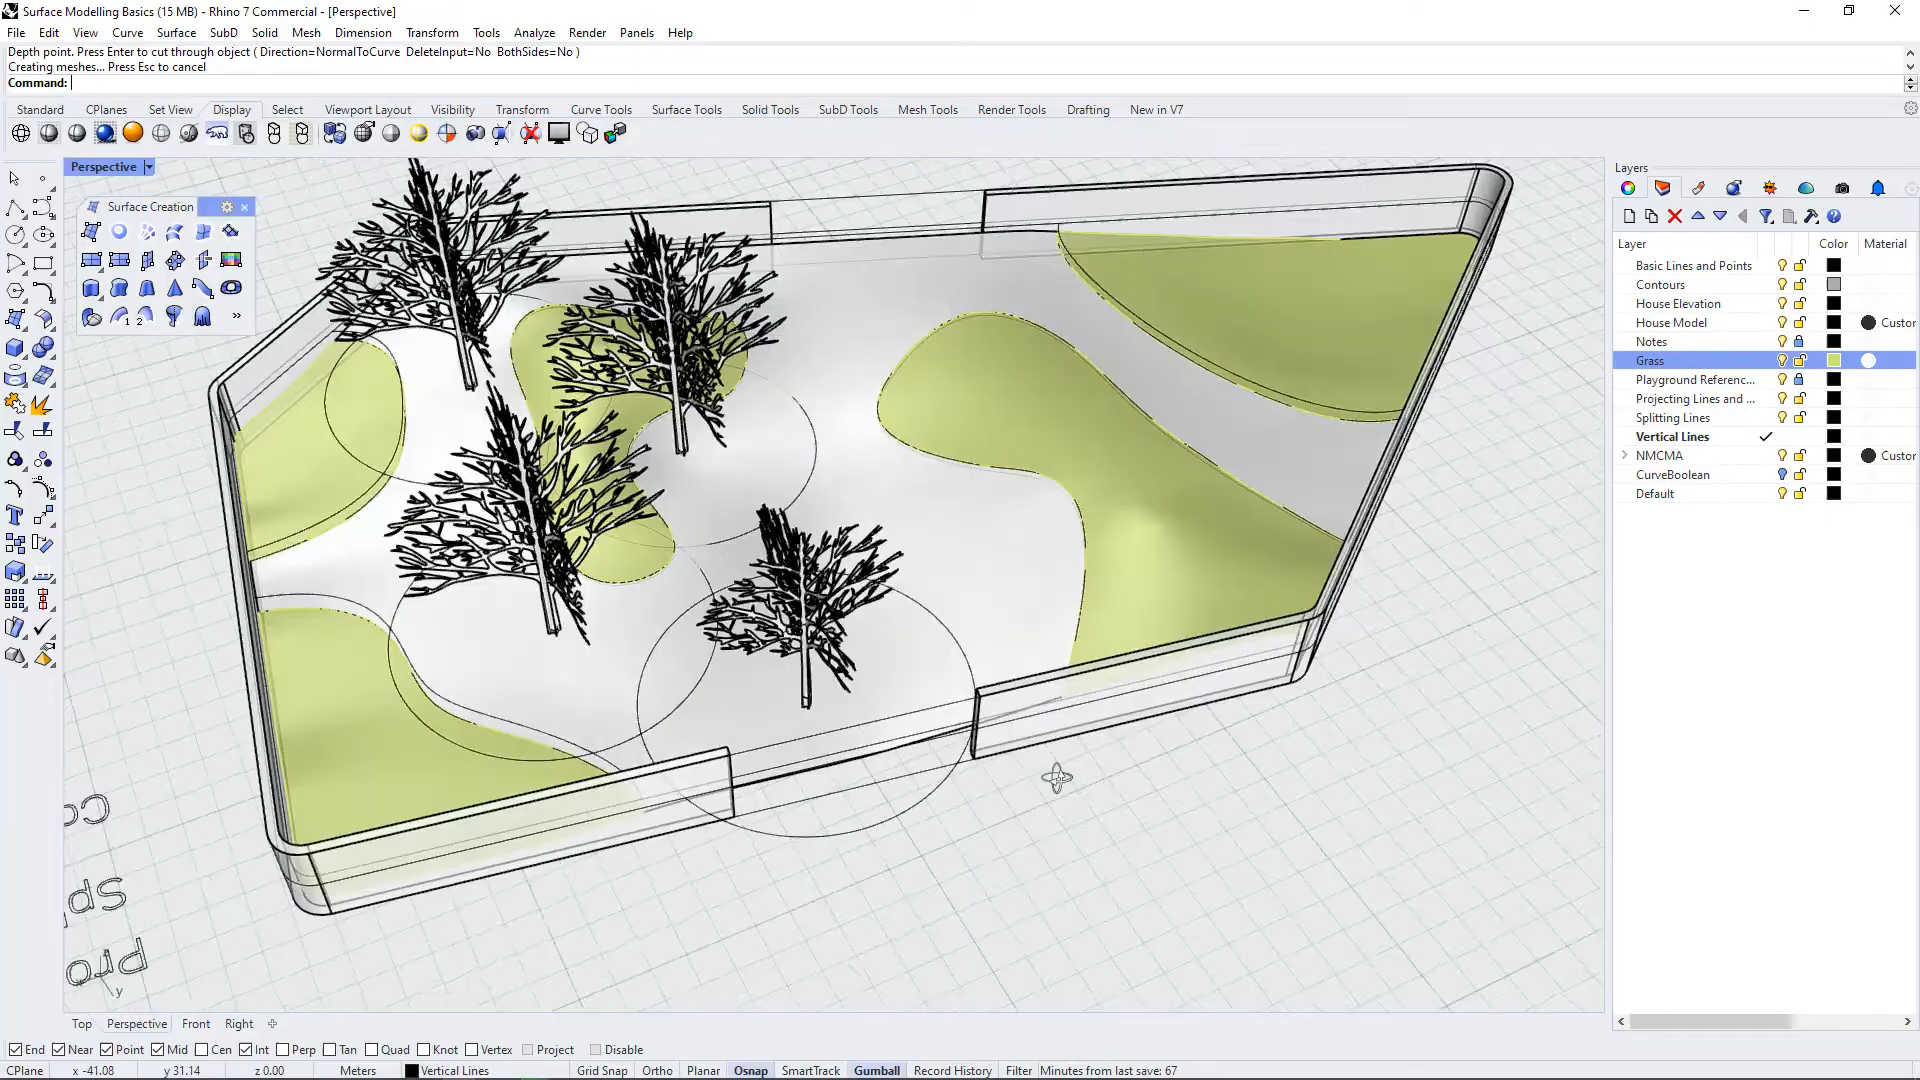 Surface Modelling Basics (15 MB) - Rhino 7 Commercial - [Perspective]
File Edit View Curve Surface SubD Solid Mesh Dimension Transform Tools Analyze Render Panels Help
Depth point. Press Enter to cut through object ( Direction=NormalToCurve DeleteInput=No BothSides=No )
Creating meshes... Press Esc to cancel
Command:
Standard CPlanes Set View Display Select Viewport Layout Visibility Transform Curve Tools Surface Tools Solid Tools SubD Tools Mesh Tools Render Tools Drafting New in V7
Perspective
Surface Creation
Layers
Layer Color Material
Basic Lines and Points
Contours
House Elevation
House Model Custor
Notes
Grass
Playground Referenc...
Projecting Lines and ...
Splitting Lines
Vertical Lines
NMCMA Custor
CurveBoolean
Default
Co
Sp
Pro
y
Top Perspective Front Right
End Near Point Mid Cen Int Perp Tan Quad Knot Vertex Project Disable
CPlane x -41.08 y 31.14 z 0.00 Meters Vertical Lines Grid Snap Ortho Planar Osnap SmartTrack Gumball Record History Filter Minutes from last save: 67